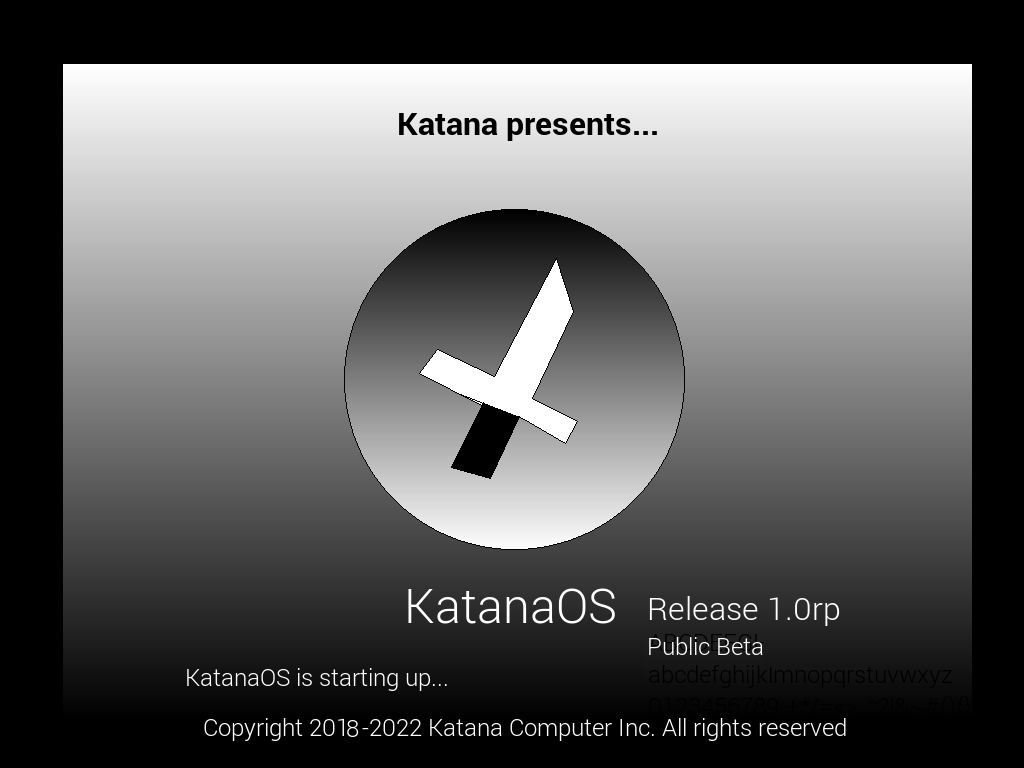 Katana presents...
KatanaOS
Release 1.0rp
Public Beta
abcdefghijklmnopqrstuvwxyz
KatanaOS is starting up...
Copyright 2018-2022 Katana Computer Inc. All rights reserved